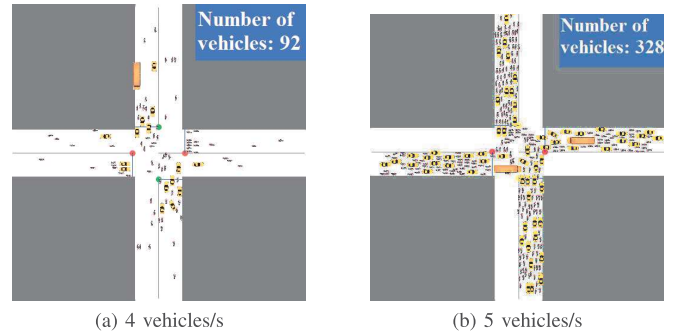 Number of
vehicles: 92
Number of
vehicles: 328
(a) 4 vehicles/s
(b) 5 vehicles/s